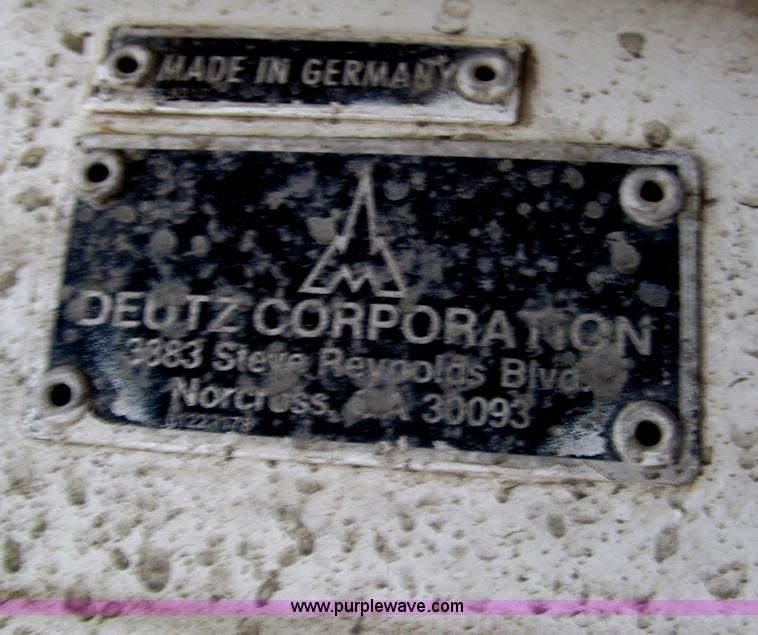 MADE IN GERMANY
DEUTZ CORPORATION
3883 Steve Reynolds Blvd.
Norcross, GA 30093
www.purplewave.com